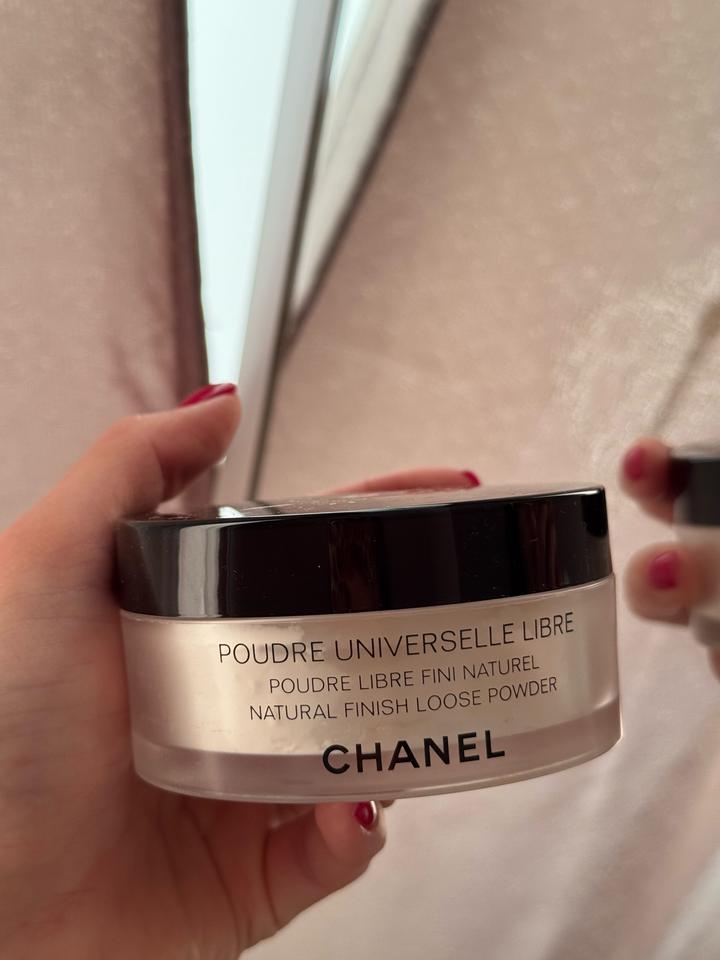 POUDRE UNIVERSELLE LIBRE
POUDRE LIBRE FINI NATUREL
NATURAL FINISH LOOSE POWDER
CHANEL